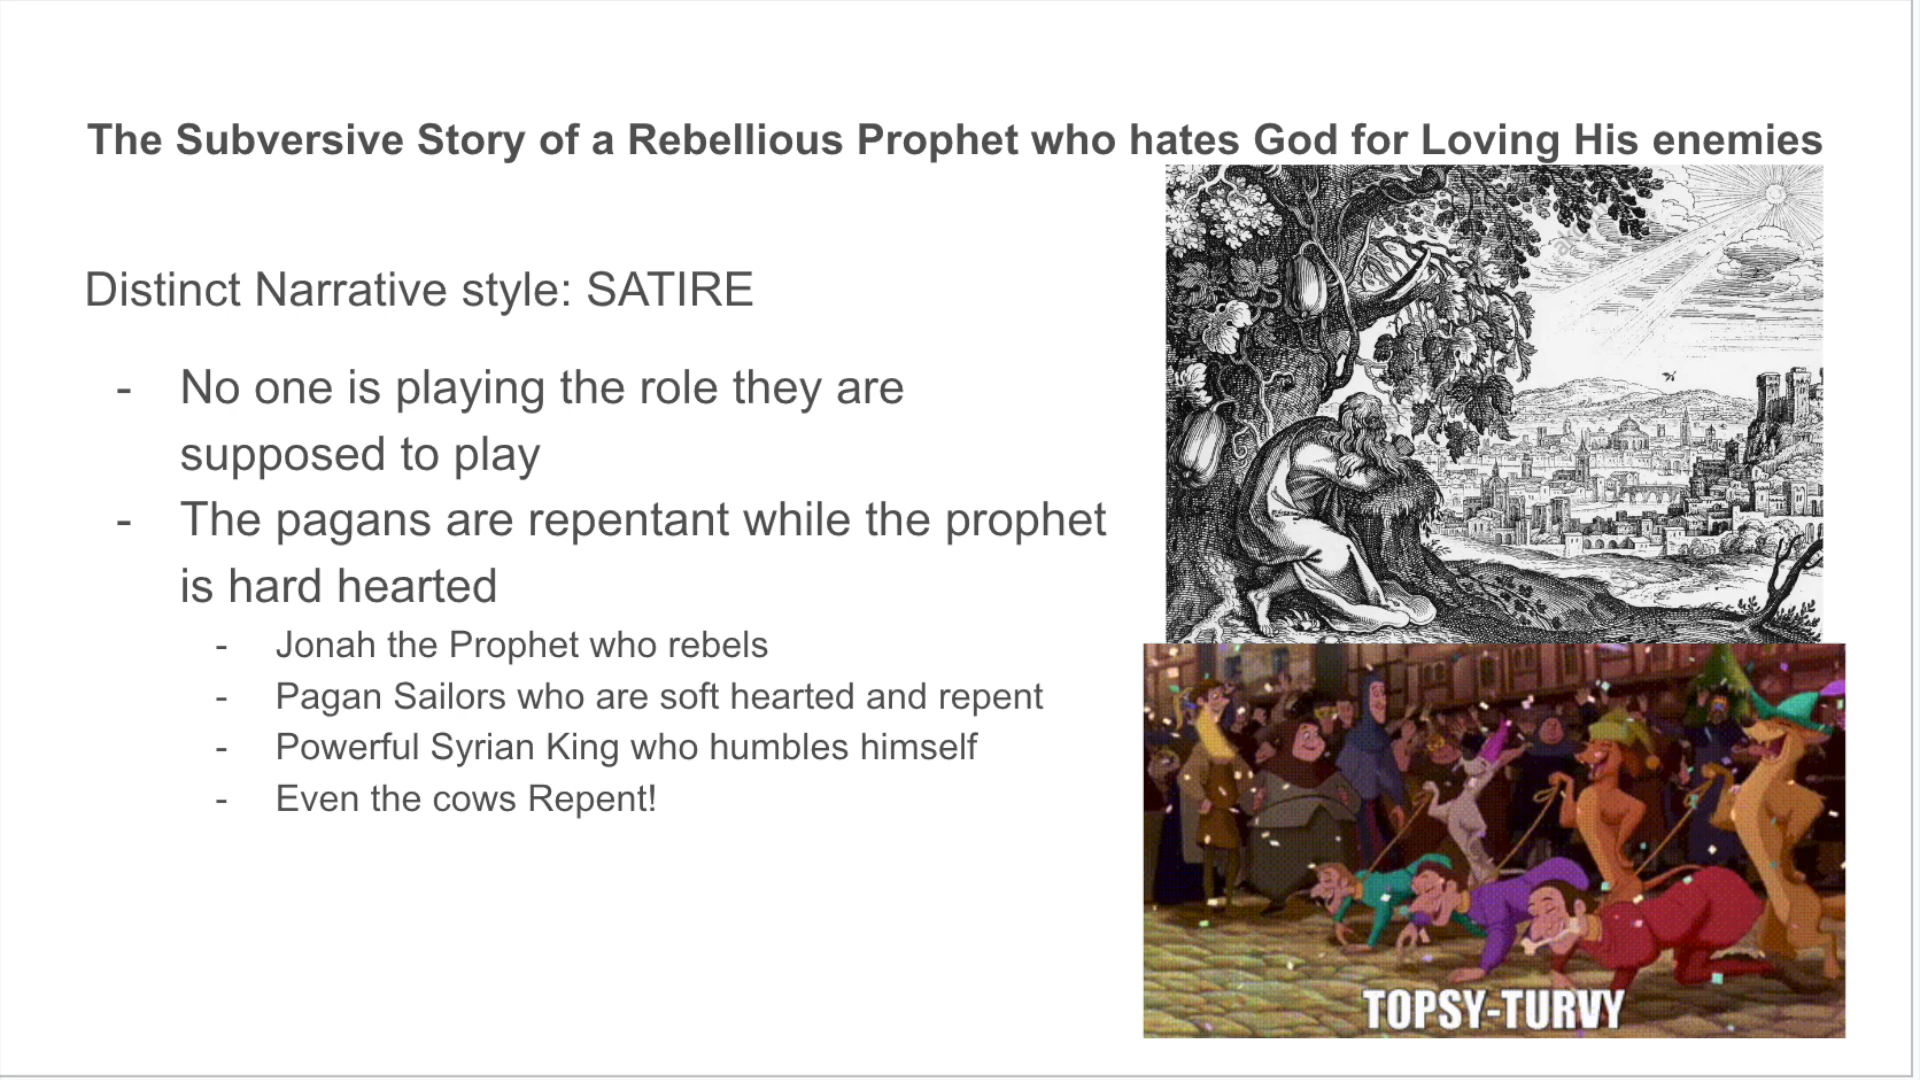 The Subversive Story of a Rebellious Prophet who hates God for Loving His enemies
Distinct Narrative style: SATIRE
- No one is playing the role they are
supposed to play
- The pagans are repentant while the prophet
is hard hearted
- Jonah the Prophet who rebels
- Pagan Sailors who are soft hearted and repent
- Powerful Syrian King who humbles himself
- Even the cows Repent!
TOPSY-TURVY